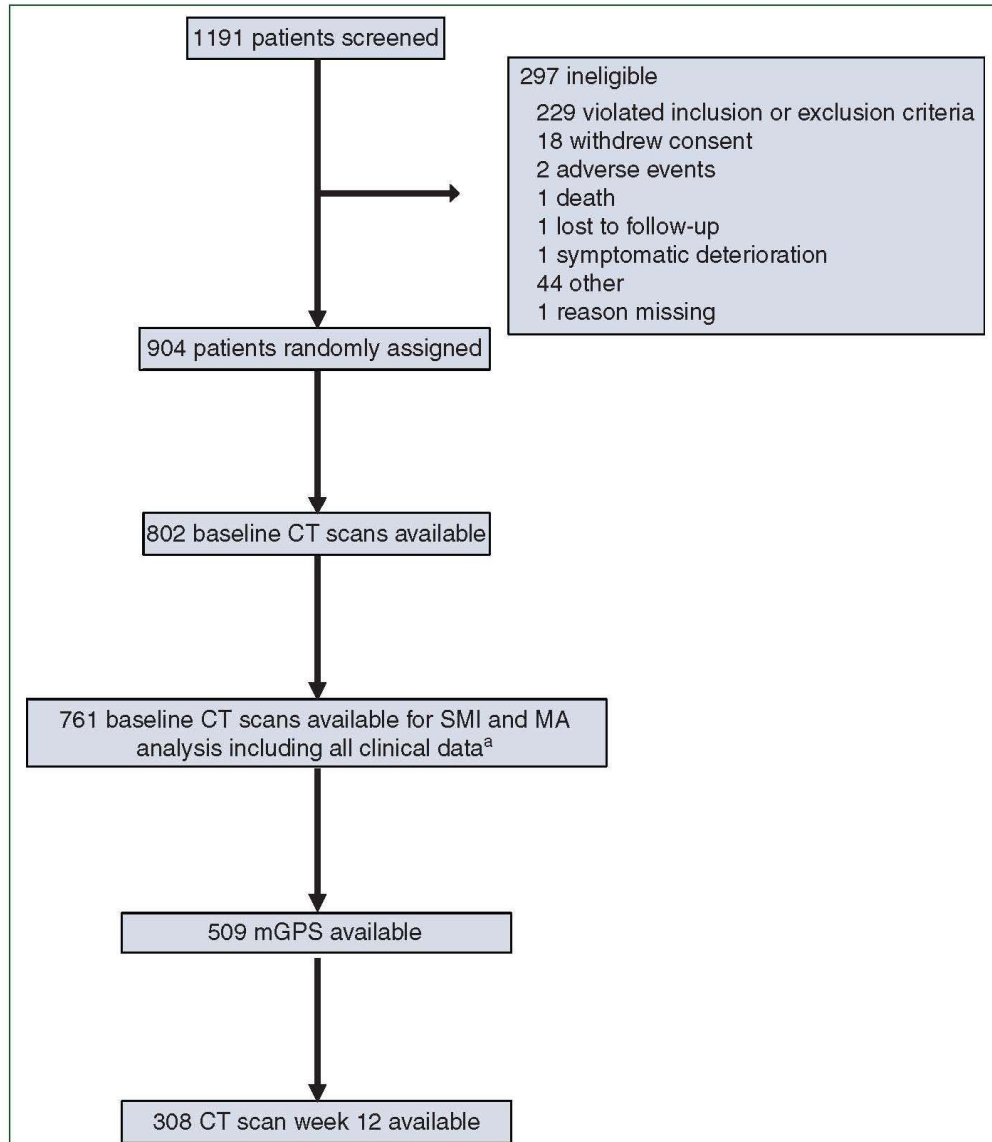 1191 patients screened
297 ineligible
229 violated inclusion or exclusion criteria
18 withdrew consent
2 adverse events
1 death
1 lost to follow-up
1 symptomatic deterioration
44 other
1 reason missing
904 patients randomly assigned
802 baseline CT scans available
761 baseline CT scans available for SMI and MA
analysis including all clinical dataᵃ
509 mGPS available
308 CT scan week 12 available